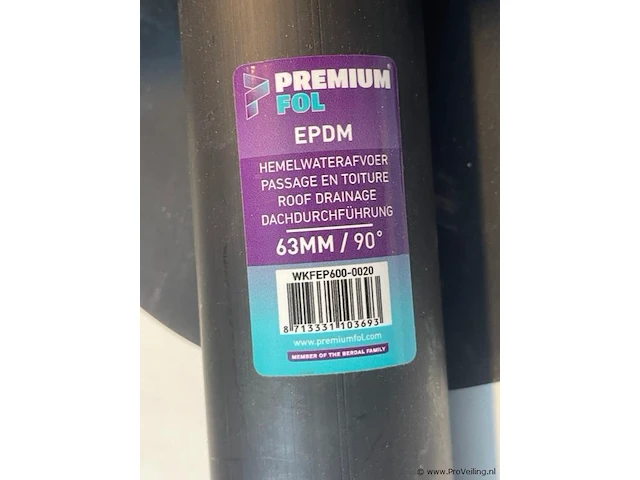 PREMIUM
FOL
EPDM
HEMELWATERAFVOER
PASSAGE EN TOITURE
ROOF DRAINAGE
DACHDURCHFÜHRUNG
63MM / 90°
WKFEP600-0020
8 713331 103693
www.premiumfol.com
MEMBER OF THE BERDAL FAMILY
© www.ProVeiling.nl